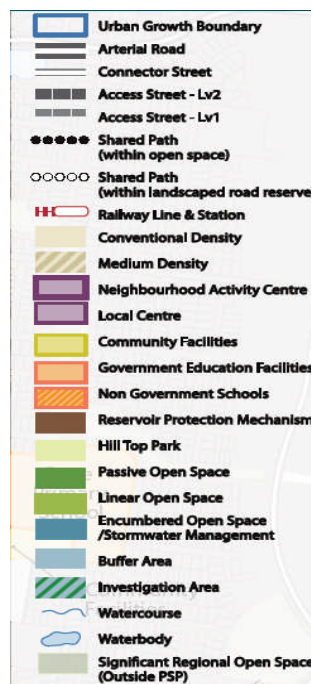 Urban Growth Boundary
Arterial Road
Connector Street
Access Street - Lv2
Access Street - Lv1
Shared Path
(within open space)
Shared Path
(within landscaped road reserve
Railway Line & Station
Conventional Density
Medium Density
Neighbourhood Activity Centre
Local Centre
Community Facilities
Government Education Facilities
Non Government Schools
Reservoir Protection Mechanism
Hill Top Park
Passive Open Space
Linear Open Space
Encumbered Open Space
/Stormwater Management
Buffer Area
Investigation Area
Watercourse
Waterbody
Significant Regional Open Space
(Outside PSP)